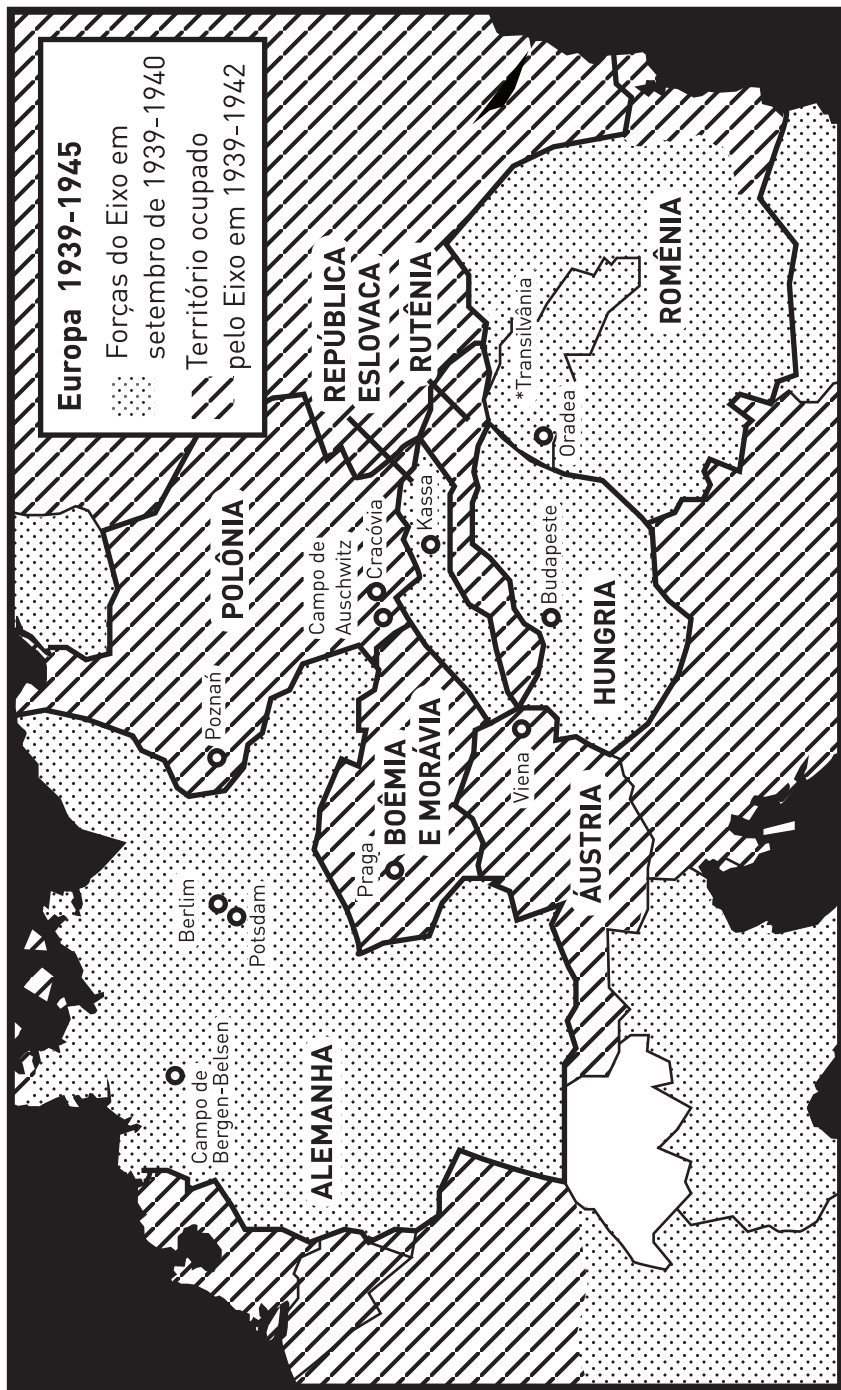 Europa 1939-1945
Forças do Eixo em
setembro de 1939-1940
Território ocupado
pelo Eixo em 1939-1942
POLÔNIA
Poznań
Berlim
Potsdam
Campo de
Bergen-Belsen
ALEMANHA
Campo de
Auschwitz
Cracovia
REPÚBLICA
ESLOVACA
RUTÊNIA
Kassa
Praga
BOÊMIA
E MORÁVIA
Viena
ÁUSTRIA
Budapeste
HUNGRIA
*Transilvânia
Oradea
ROMÊNIA